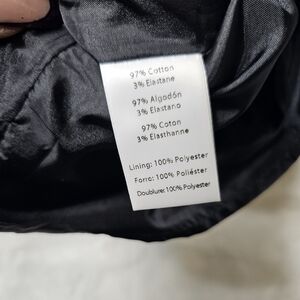 97% Cotton
3% Elastane
97% Algodón
3% Elastano
97% Coton
3% Elasthanne
Lining: 100% Polyester
Forro: 100% Poliéster
Doublure: 100% Polyester